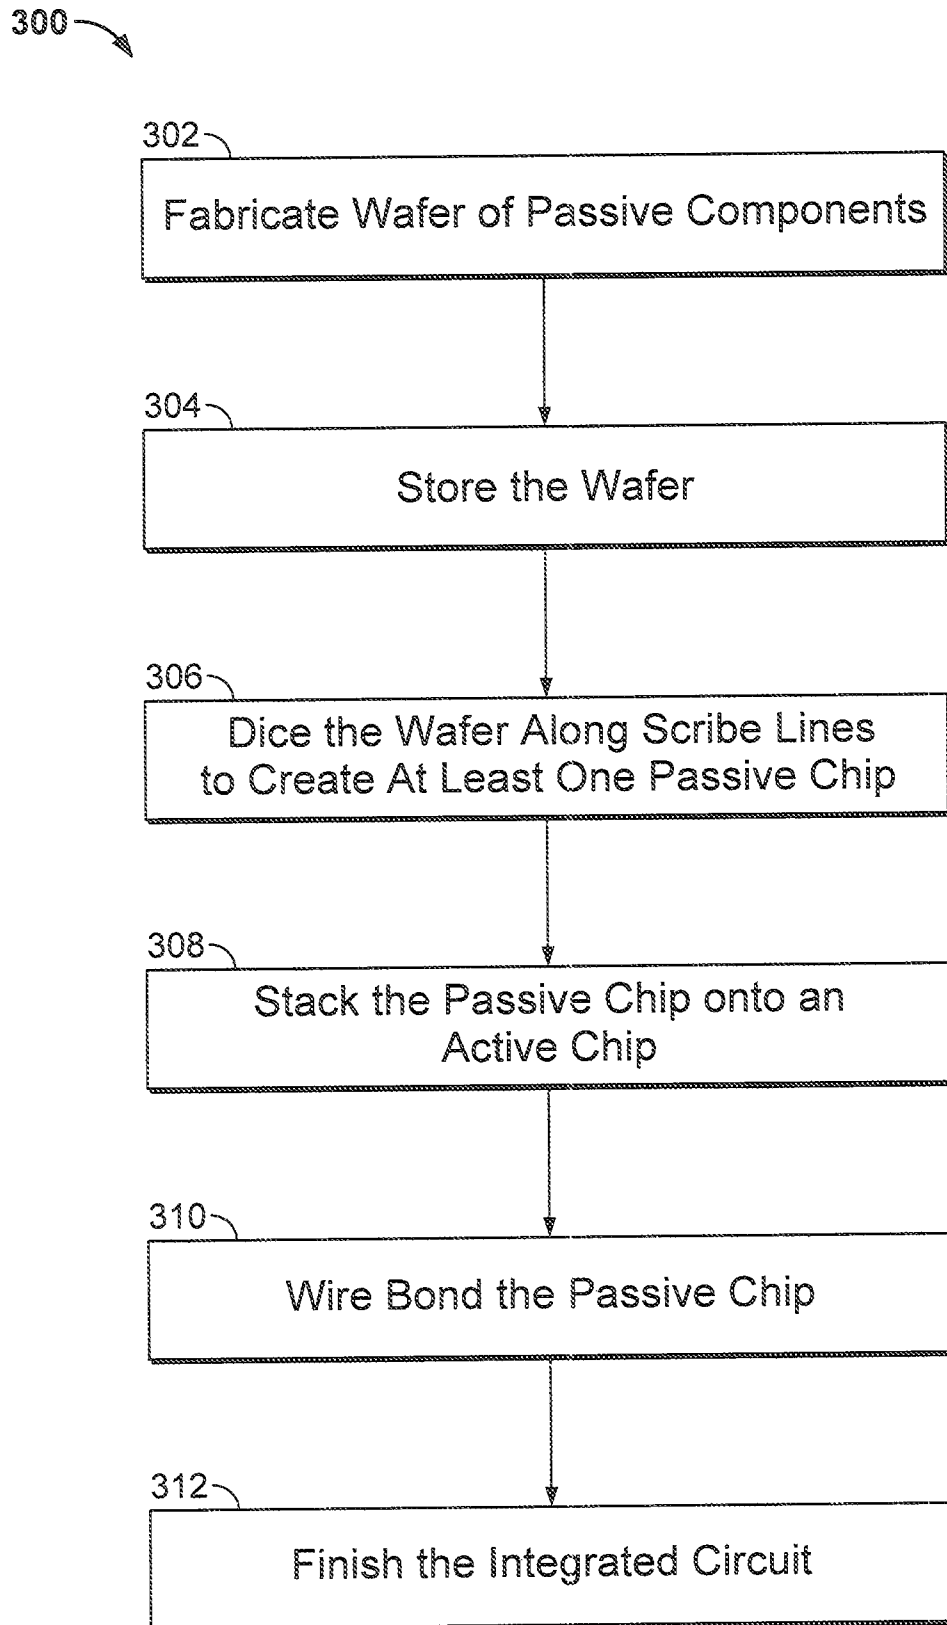 300
302
Fabricate Wafer of Passive Components
304
Store the Wafer
306
Dice the Wafer Along Scribe Lines
to Create At Least One Passive Chip
308
Stack the Passive Chip onto an
Active Chip
310
Wire Bond the Passive Chip
312
Finish the Integrated Circuit